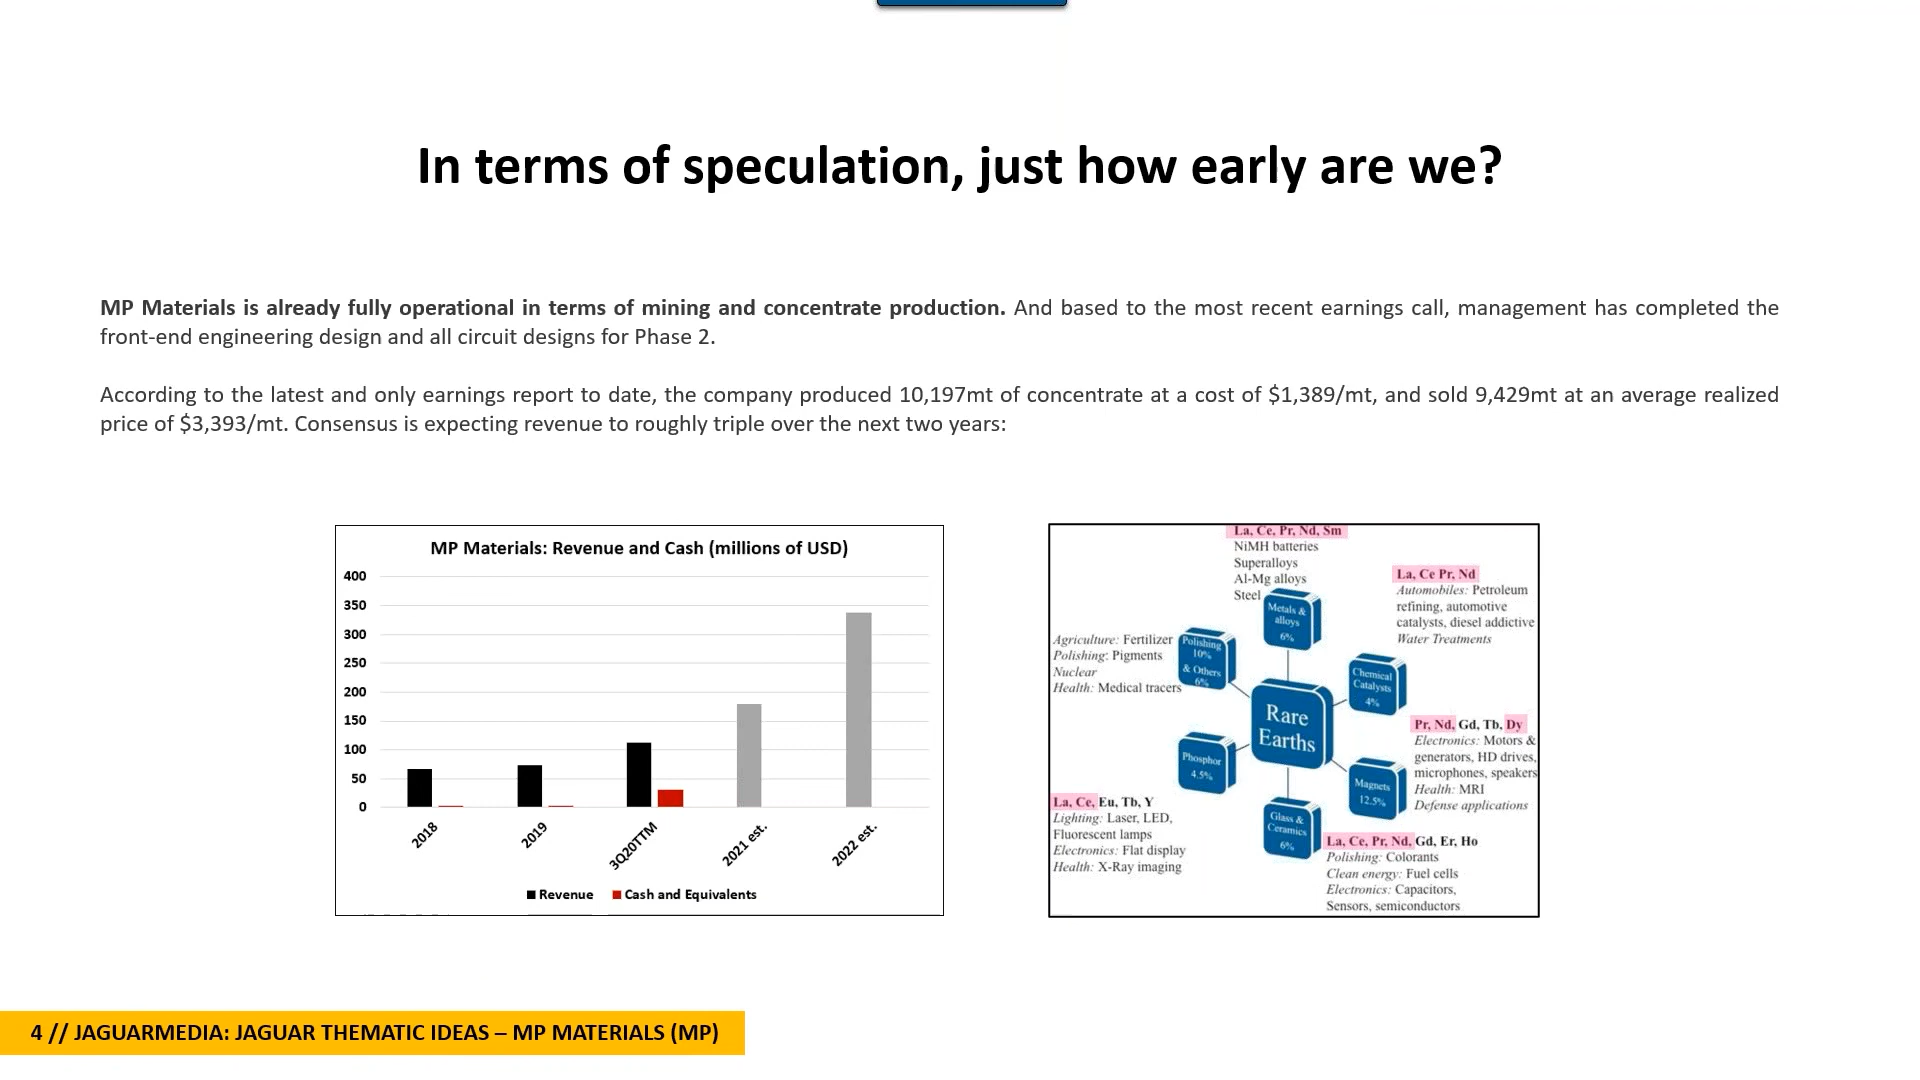 In terms of speculation, just how early are we?
MP Materials is already fully operational in terms of mining and concentrate production. And based to the most recent earnings call, management has completed the
front-end engineering design and all circuit designs for Phase 2.
According to the latest and only earnings report to date, the company produced 10,197mt of concentrate at a cost of $1,389/mt, and sold 9,429mt at an average realized
price of $3,393/mt. Consensus is expecting revenue to roughly triple over the next two years:
MP Materials: Revenue and Cash (millions of USD)
400
350
300
250
200
150
100
50
0
2018
2019
3Q20TTM
2021 est.
2022 est.
Revenue
Cash and Equivalents
La, Ce, Pr, Nd, Sm
NiMH batteries
Superalloys
Al-Mg alloys
Steel
Metals &
alloys
6%
La, Ce Pr, Nd
Automobiles: Petroleum
refining, automotive
catalysts, diesel addictive
Water Treatments
Agriculture: Fertilizer
Polishing: Pigments
Nuclear
Health: Medical tracers
Polishing
10%
& Others
6%
Chemical
Catalysts
4%
Rare
Earths
Pr, Nd, Gd, Tb, Dy
Electronics: Motors &
generators, HD drives,
microphones, speakers
Health: MRI
Defense applications
Phosphor
4.5%
Magnets
12.5%
La, Ce, Eu, Tb, Y
Lighting: Laser, LED,
Fluorescent lamps
Electronics: Flat display
Health: X-Ray imaging
Glass &
Ceramics
6%
La, Ce, Pr, Nd, Gd, Er, Ho
Polishing: Colorants
Clean energy: Fuel cells
Electronics: Capacitors,
Sensors, semiconductors
4 // JAGUARMEDIA: JAGUAR THEMATIC IDEAS – MP MATERIALS (MP)